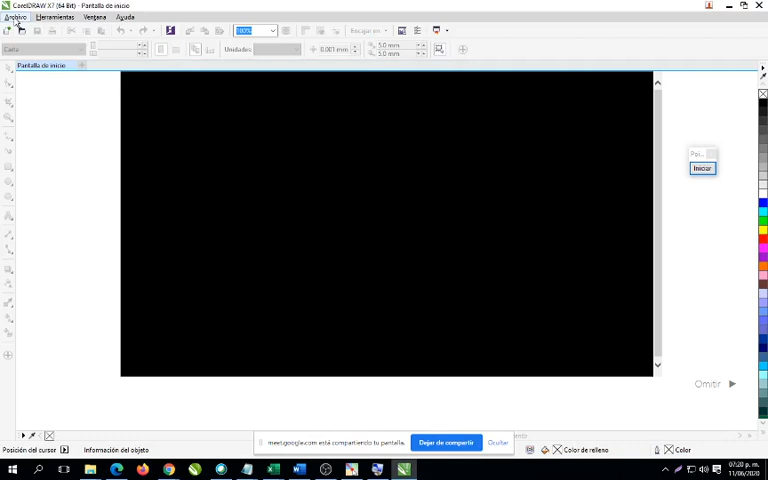 CorelDRAW X7 (64 Bit) - Pantalla de inicio
Archivo Herramientas Ventana Ayuda
100% Encajar en
Carta Unidades: 0.001 mm 5.0 mm
5.0 mm
Pantalla de inicio
Iniciar
Omitir
meet.google.com está compartiendo tu pantalla. Dejar de compartir Ocultar
Posición del cursor Información del objeto Color de relleno Color
07:20 p. m.
11/06/2020